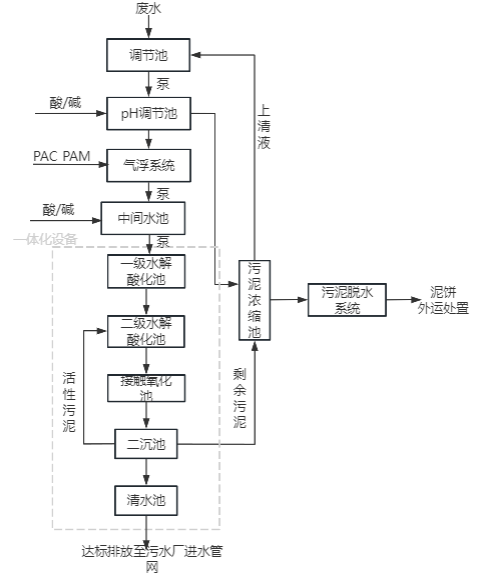 废水
调节池
泵
酸/碱
pH调节池
上清液
PAC PAM
气浮系统
泵
酸/碱
中间水池
一体化设备
泵
一级水解
酸化池
污泥浓缩池
污泥脱水
系统
泥饼
外运处置
二级水解
酸化池
活性污泥
接触氧化
池
剩余污泥
二沉池
清水池
达标排放至污水厂进水管
网